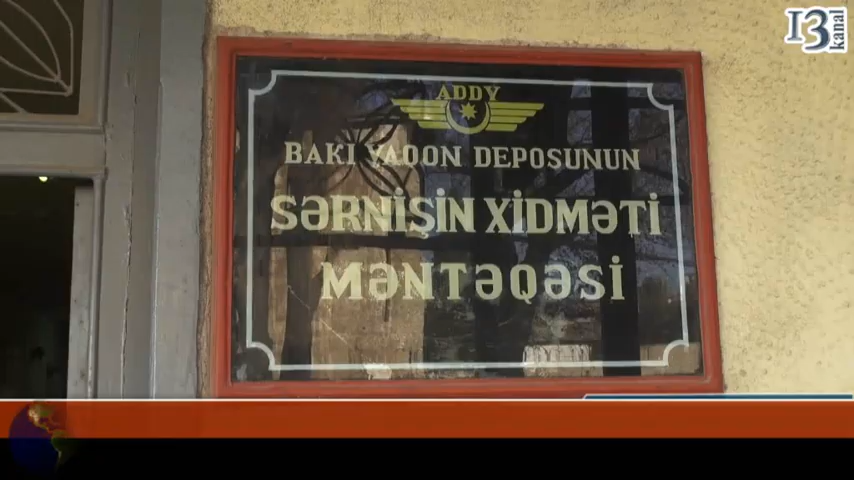 13 kanal
ADDY
BAKI VAQON DEPOSUNUN
SƏRNİŞİN XİDMƏTİ
MƏNTƏQƏSİ